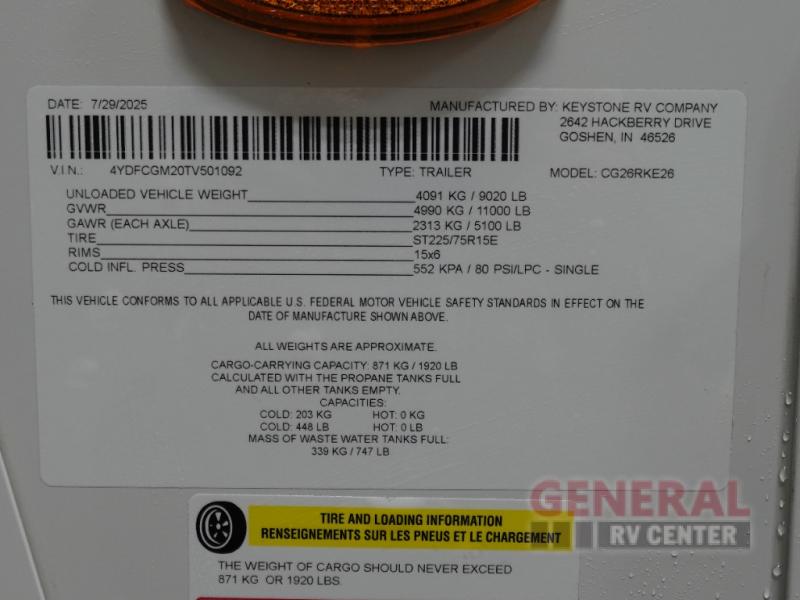 DATE: 7/29/2025 MANUFACTURED BY: KEYSTONE RV COMPANY
2642 HACKBERRY DRIVE
GOSHEN, IN 46526
V.I.N.: 4YDFCGM20TV501092 TYPE: TRAILER MODEL: CG26RKE26
UNLOADED VEHICLE WEIGHT 4091 KG / 9020 LB
GVWR 4990 KG / 11000 LB
GAWR (EACH AXLE) 2313 KG / 5100 LB
TIRE ST225/75R15E
RIMS 15x6
COLD INFL. PRESS 552 KPA / 80 PSI/LPC - SINGLE
THIS VEHICLE CONFORMS TO ALL APPLICABLE U.S. FEDERAL MOTOR VEHICLE SAFETY STANDARDS IN EFFECT ON THE
DATE OF MANUFACTURE SHOWN ABOVE.
ALL WEIGHTS ARE APPROXIMATE.
CARGO-CARRYING CAPACITY: 871 KG / 1920 LB
CALCULATED WITH THE PROPANE TANKS FULL
AND ALL OTHER TANKS EMPTY.
CAPACITIES:
COLD: 203 KG HOT: 0 KG
COLD: 448 LB HOT: 0 LB
MASS OF WASTE WATER TANKS FULL:
339 KG / 747 LB
GENERAL
RV CENTER
TIRE AND LOADING INFORMATION
RENSEIGNEMENTS SUR LES PNEUS ET LE CHARGEMENT
THE WEIGHT OF CARGO SHOULD NEVER EXCEED
871 KG OR 1920 LBS.